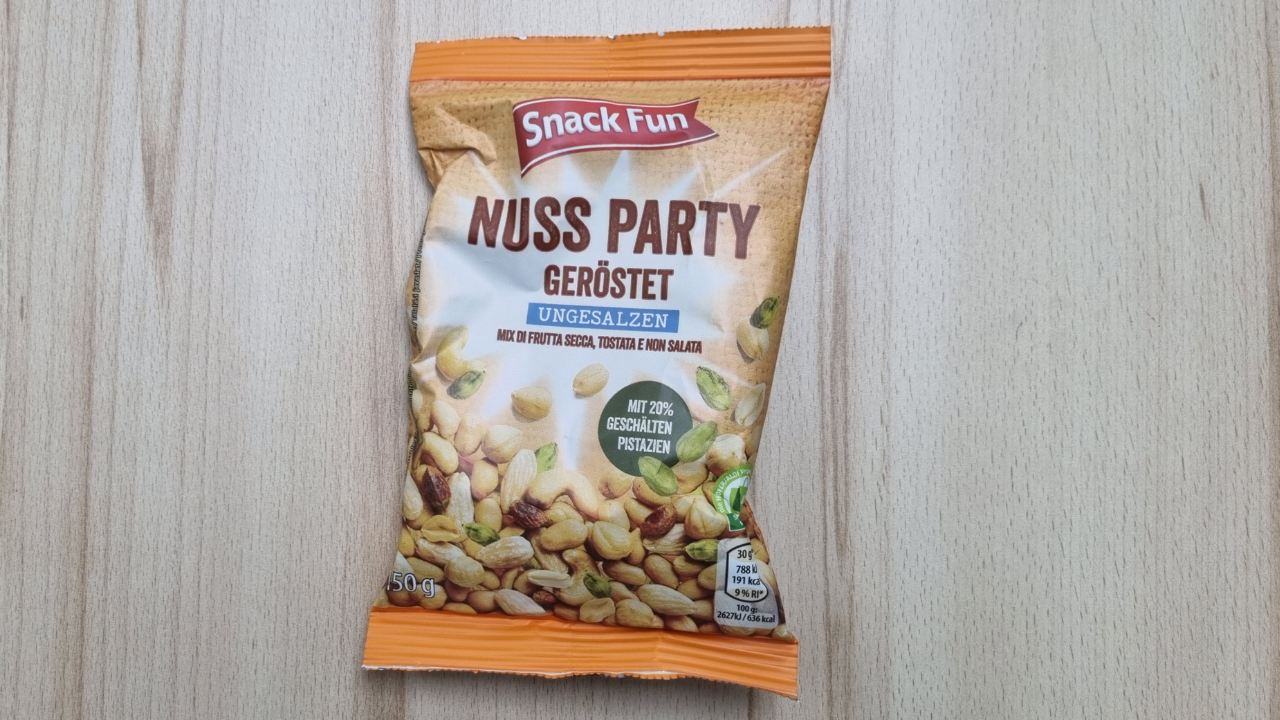 Snack Fun
NUSS PARTY
GERÖSTET
UNGESALZEN
MIX DI FRUTTA SECCA, TOSTATA E NON SALATA
MIT 20%
GESCHÄLTEN
PISTAZIEN
150 g
30 g
788 kJ
191 kca
9 % RI*
100 g:
2627kJ / 636 kcal